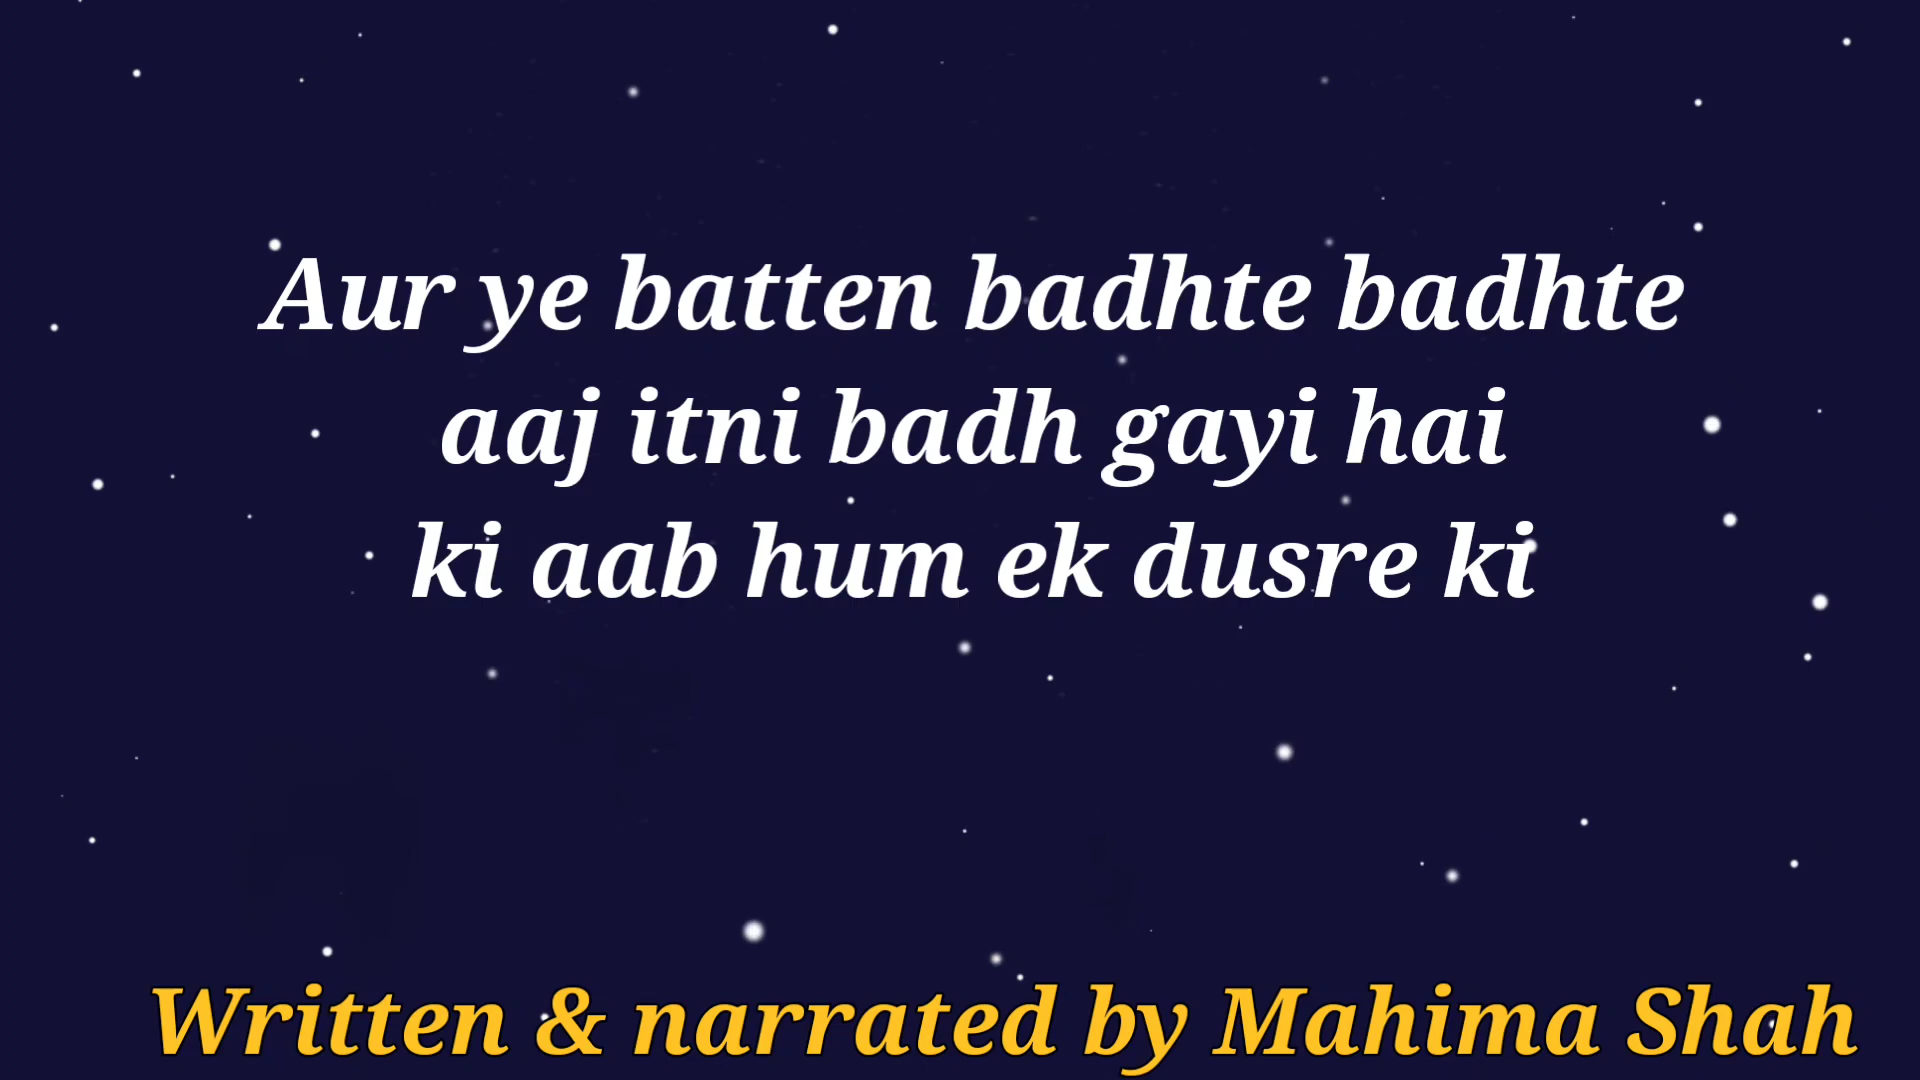 Aur ye batten badhte badhte
aaj itni badh gayi hai
ki aab hum ek dusre ki
Written & narrated by Mahima Shah